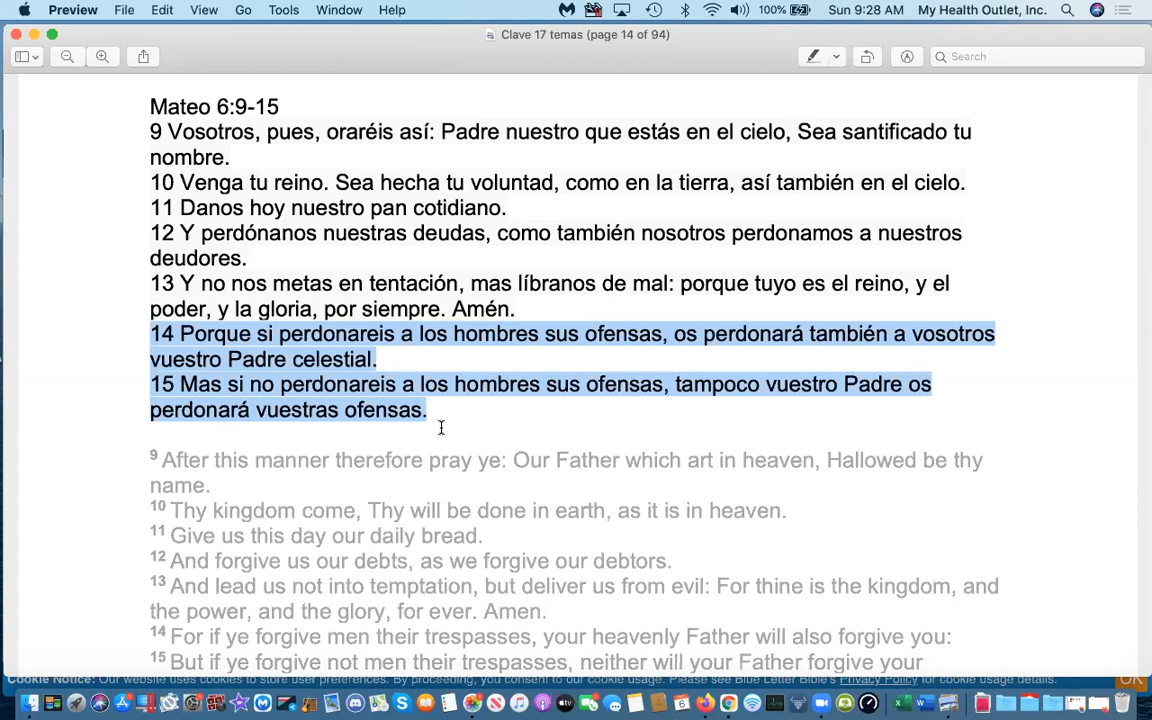 Preview File Edit View Go Tools Window Help 100% Sun 9:28 AM My Health Outlet, Inc.
Clave 17 temas (page 14 of 94)
Search
Mateo 6:9-15
9 Vosotros, pues, oraréis así: Padre nuestro que estás en el cielo, Sea santificado tu
nombre.
10 Venga tu reino. Sea hecha tu voluntad, como en la tierra, así también en el cielo.
11 Danos hoy nuestro pan cotidiano.
12 Y perdónanos nuestras deudas, como también nosotros perdonamos a nuestros
deudores.
13 Y no nos metas en tentación, mas líbranos de mal: porque tuyo es el reino, y el
poder, y la gloria, por siempre. Amén.
14 Porque si perdonareis a los hombres sus ofensas, os perdonará también a vosotros
vuestro Padre celestial.
15 Mas si no perdonareis a los hombres sus ofensas, tampoco vuestro Padre os
perdonará vuestras ofensas.
9 After this manner therefore pray ye: Our Father which art in heaven, Hallowed be thy
name.
10 Thy kingdom come, Thy will be done in earth, as it is in heaven.
11 Give us this day our daily bread.
12 And forgive us our debts, as we forgive our debtors.
13 And lead us not into temptation, but deliver us from evil: For thine is the kingdom, and
the power, and the glory, for ever. Amen.
14 For if ye forgive men their trespasses, your heavenly Father will also forgive you:
15 But if ye forgive not men their trespasses, neither will your Father forgive your
Cookie Notice: Our website uses cookies to store user preferences. By proceeding, you consent to our cookie usage. Please see Blue Letter Bible's Privacy Policy for cookie usage details. OK